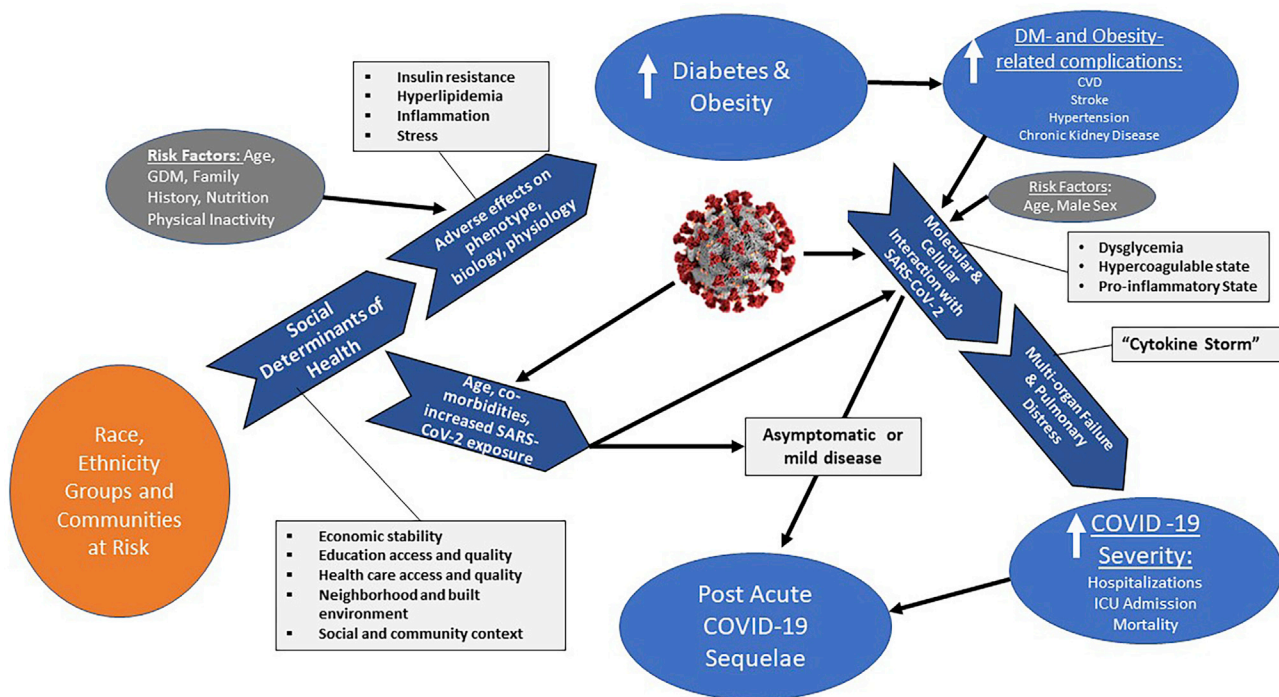 Race,
Ethnicity
Groups and
Communities
at Risk
Social
Determinants of
Health
▪ Economic stability
▪ Education access and quality
▪ Health care access and quality
▪ Neighborhood and built
environment
▪ Social and community context
Risk Factors: Age,
GDM, Family
History, Nutrition
Physical Inactivity
▪ Insulin resistance
▪ Hyperlipidemia
▪ Inflammation
▪ Stress
Adverse effects on
phenotype,
biology, physiology
Age, co-
morbidities,
increased SARS-
CoV-2 exposure
Diabetes &
Obesity
DM- and Obesity-
related complications:
CVD
Stroke
Hypertension
Chronic Kidney Disease
Risk Factors:
Age, Male Sex
Molecular &
Cellular
Interaction with
SARS-CoV- 2
• Dysglycemia
• Hypercoagulable state
• Pro-inflammatory State
"Cytokine Storm"
Multi-organ Failure
& Pulmonary
Distress
Asymptomatic or
mild disease
COVID -19
Severity:
Hospitalizations
ICU Admission
Mortality
Post Acute
COVID-19
Sequelae